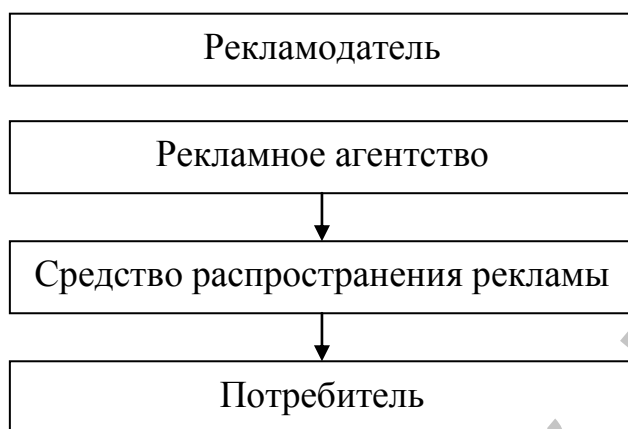 Рекламодатель
Рекламное агентство
Средство распространения рекламы
Потребитель